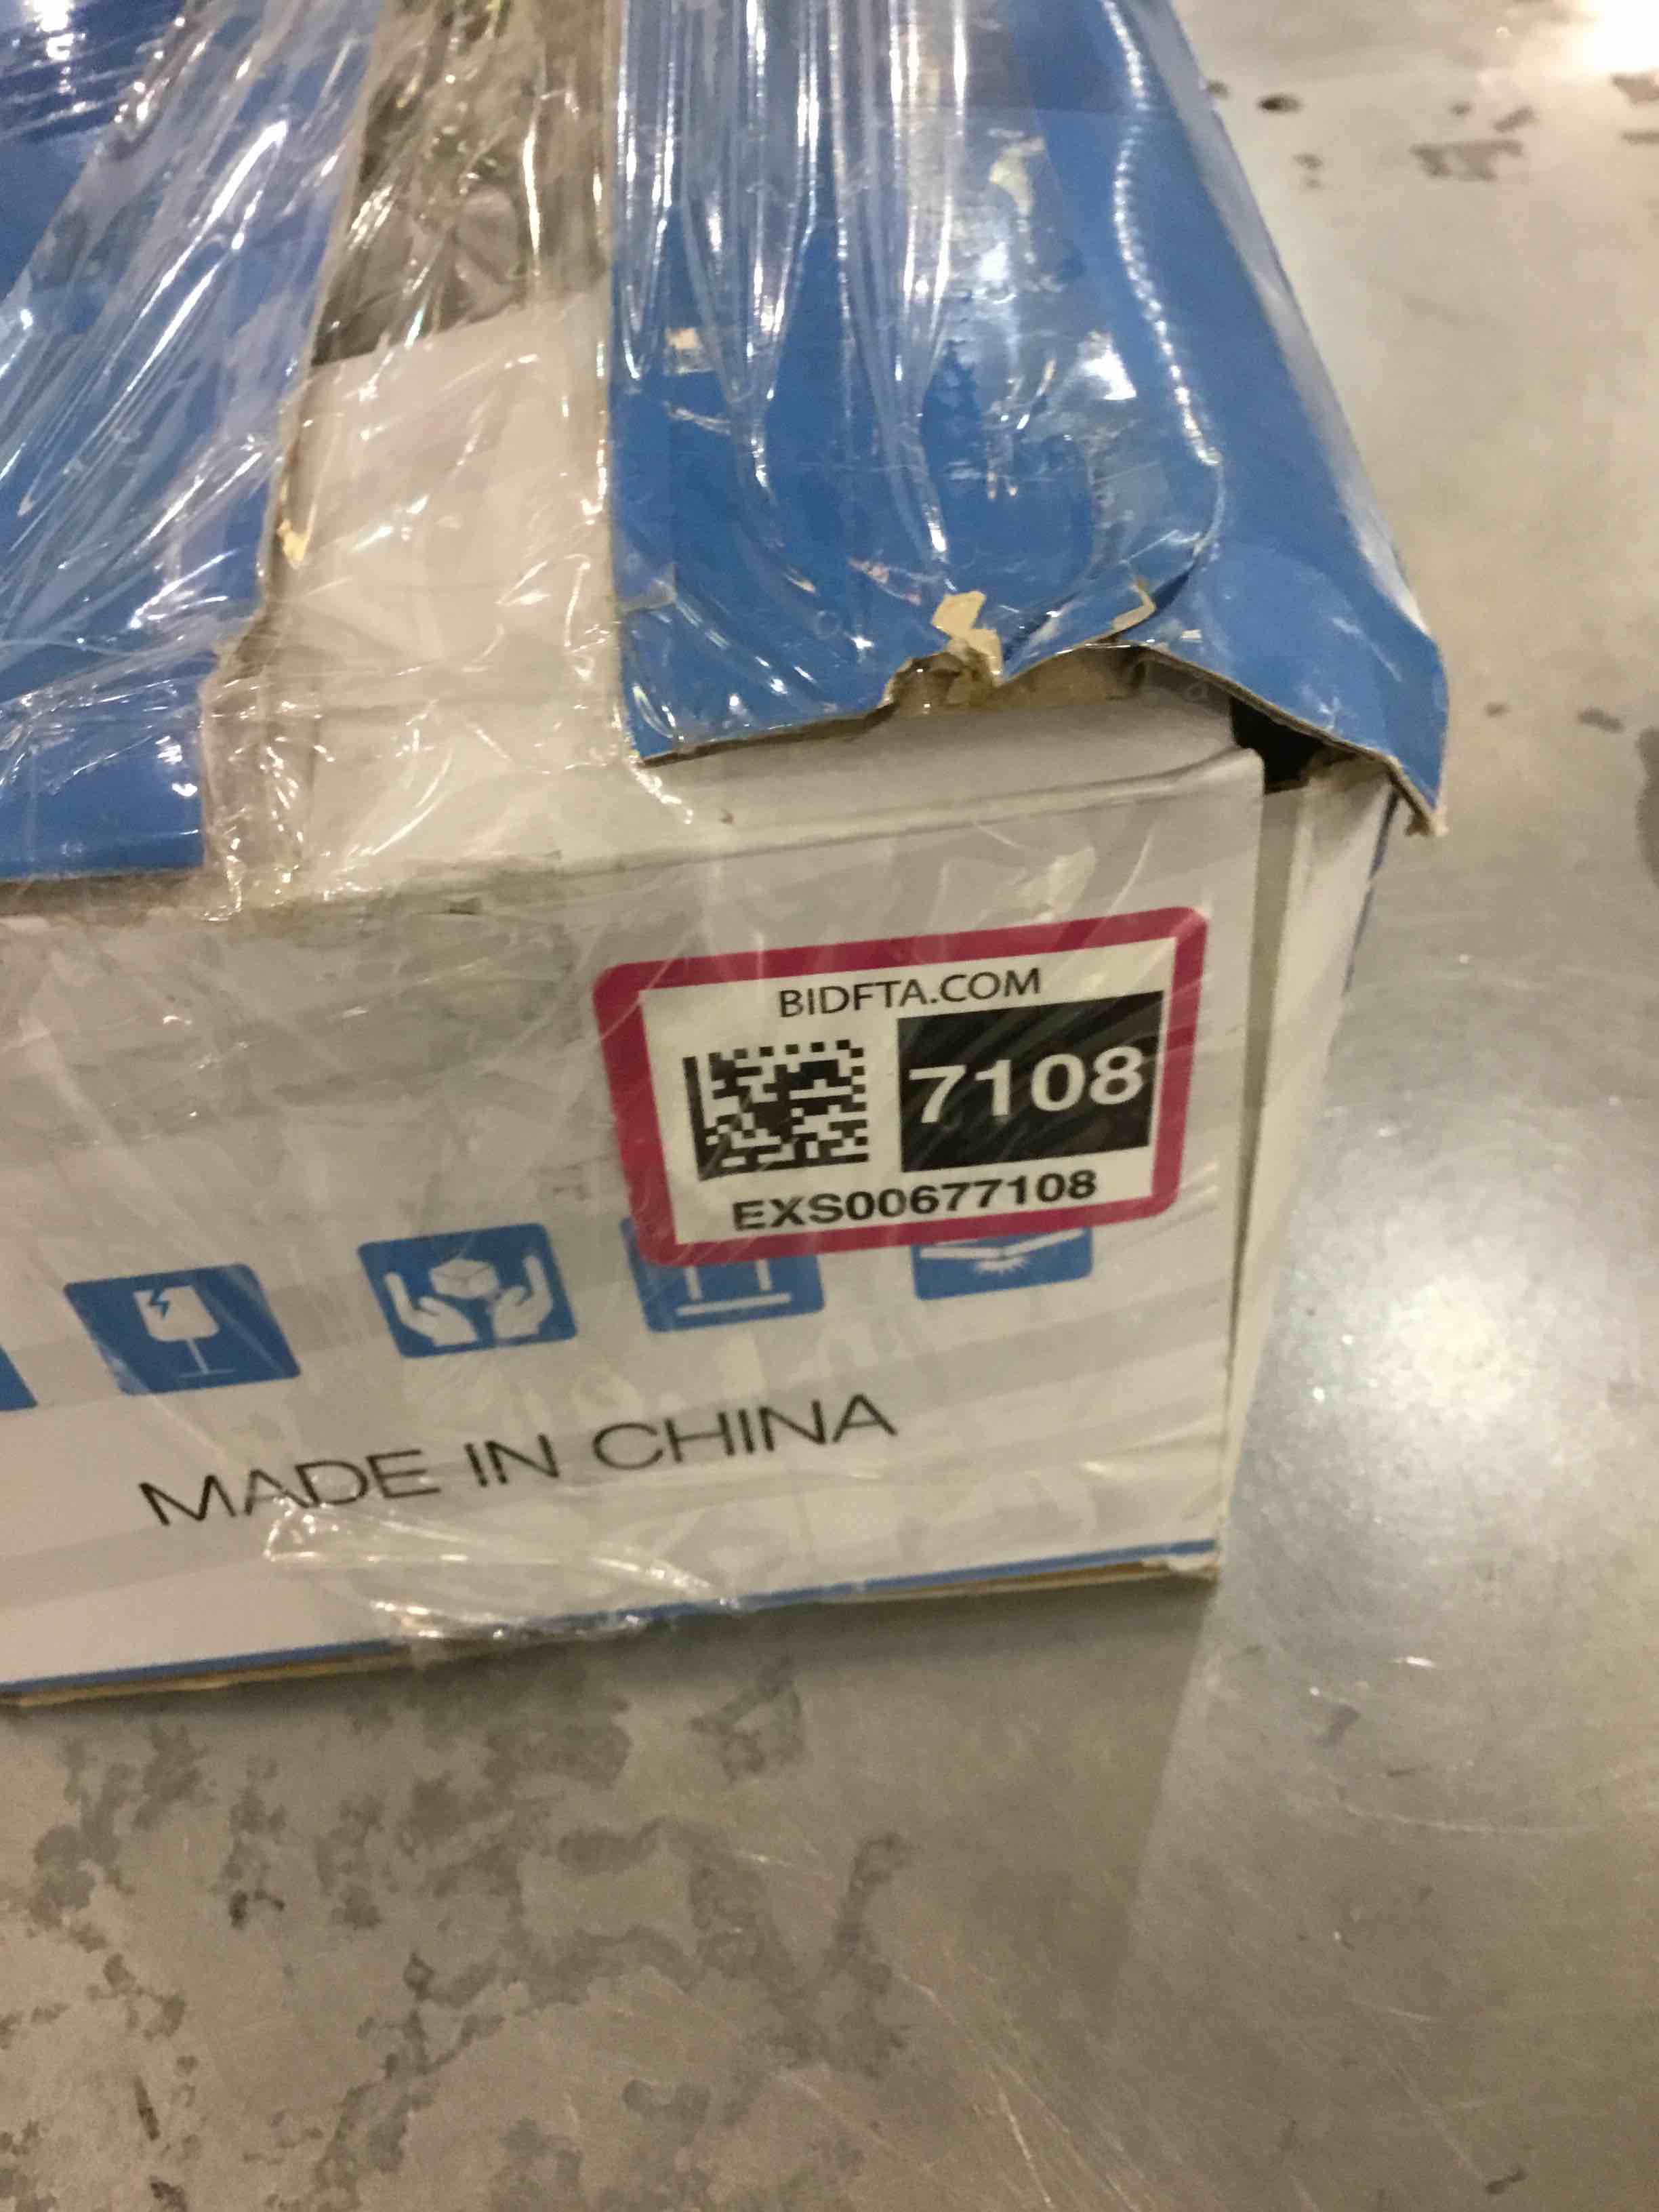 BIDFTA.COM
7108
EXS00677108
MADE IN CHINA